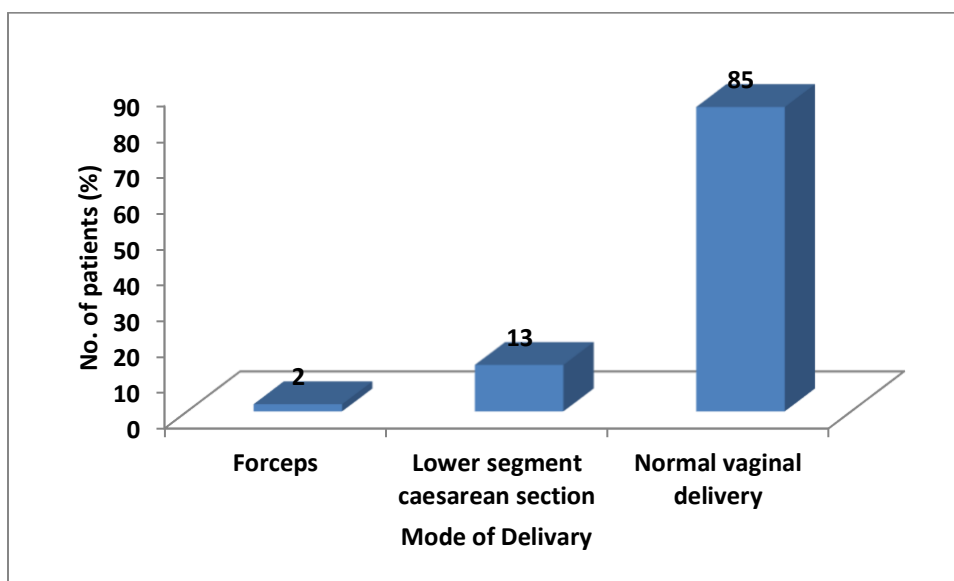 85
90
80
70
60
50
40
30
20
10
0
No. of patients (%)
13
2
Forceps
Lower segment
caesarean section
Normal vaginal
delivery
Mode of Delivary